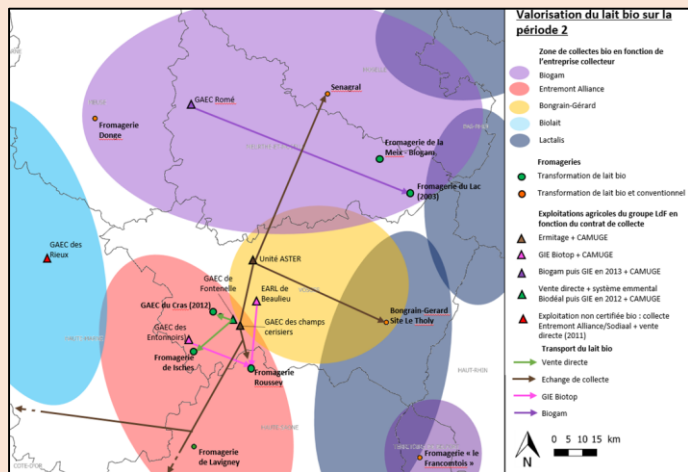 Valorisation du lait bio sur la
période 2
Zone de collectes bio en fonction de
l'entreprise collecteur
Biogam
Entremont Alliance
Bongrain-Gérard
Biolait
Lactalis
Fromageries
Transformation de lait bio
Transformation de lait bio et conventionnel
Exploitations agricoles du groupe LdF en
fonction du contrat de collecte
Ermitage + CAMUGE
GIE Biotop + CAMUGE
Biogam puis GIE en 2013 + CAMUGE
Vente directe + système emmental
Biodéal puis GIE en 2012 + CAMUGE
Exploitation non certifiée bio : collecte
Entremont Alliance/Sodiaal + vente
directe (2011)
Transport du lait bio
Vente directe
Echange de collecte
GIE Biotop
Biogam
N
0 5 10 15 km
Senagral
GAEC Romé
Fromagerie
Donge
Fromagerie de la
Meix - Biogam
Fromagerie du Lac
(2003)
GAEC des
Rieux
Unité ASTER
GAEC de
Fontenelle
EARL de
Beaulieu
GAEC du Cras (2012)
GAEC des champs
cerisiers
GAEC des
Entonnoirs
Bongrain-Gerard
Site Le Tholy
Fromagerie
de Isches
Fromagerie
Roussey
Fromagerie
de Lavigney
Fromagerie « le
Francomtois »
HAUT-RHIN
COTE-D'OR